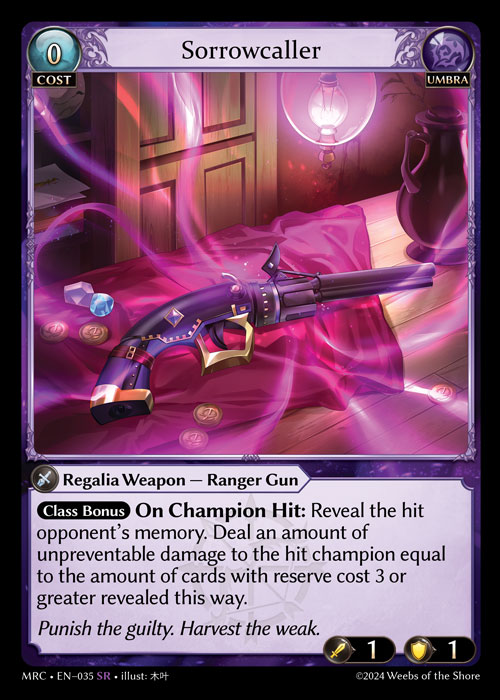 0
COST
Sorrowcaller
UMBRA
Regalia Weapon — Ranger Gun
Class Bonus On Champion Hit: Reveal the hit
opponent's memory. Deal an amount of
unpreventable damage to the hit champion equal
to the amount of cards with reserve cost 3 or
greater revealed this way.
Punish the guilty. Harvest the weak.
1
1
MRC • EN–035 SR • illust: 木叶
©2024 Weebs of the Shore